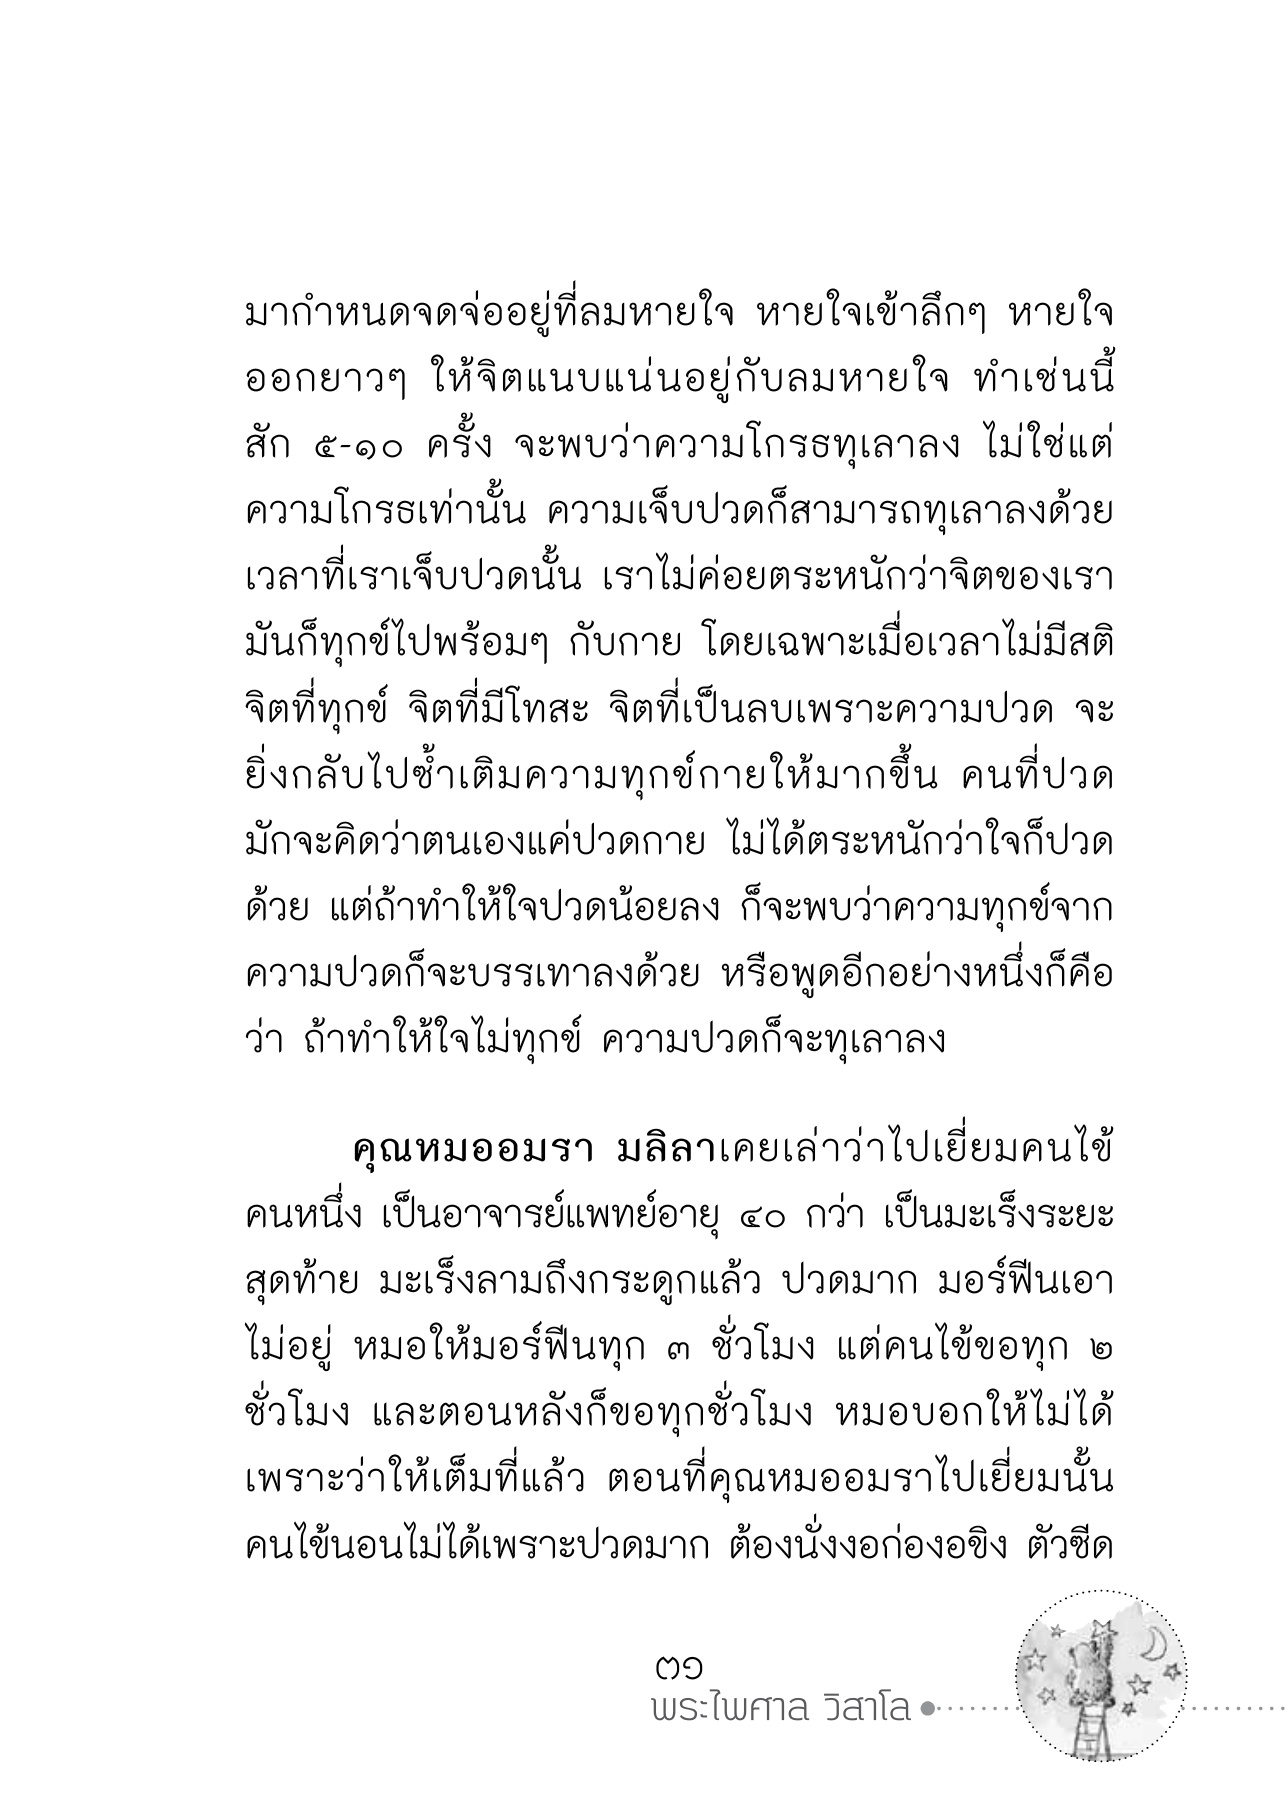 มากำหนดจดจ่ออยู่ที่ลมหายใจ หายใจเข้าลึกๆ หายใจ
ออกยาวๆ ให้จิตแนบแน่นอยู่กับลมหายใจ ทำเช่นนี้
สัก ๕-๑๐ ครั้ง จะพบว่าความโกรธทุเลาลง ไม่ใช่แต่
ความโกรธเท่านั้น ความเจ็บปวดก็สามารถทุเลาลงด้วย
เวลาที่เราเจ็บปวดนั้น เราไม่ค่อยตระหนักว่าจิตของเรา
มันก็ทุกข์ไปพร้อมๆ กับกาย โดยเฉพาะเมื่อเวลาไม่มีสติ
จิตที่ทุกข์ จิตที่มีโทสะ จิตที่เป็นลบเพราะความปวด จะ
ยิ่งกลับไปซ้ำเติมความทุกข์กายให้มากขึ้น คนที่ปวด
มักจะคิดว่าตนเองแค่ปวดกาย ไม่ได้ตระหนักว่าใจก็ปวด
ด้วย แต่ถ้าทำให้ใจปวดน้อยลง ก็จะพบว่าความทุกข์จาก
ความปวดก็จะบรรเทาลงด้วย หรือพูดอีกอย่างหนึ่งก็คือ
ว่า ถ้าทำให้ใจไม่ทุกข์ ความปวดก็จะทุเลาลง
คุณหมออมรา มลิลาเคยเล่าว่าไปเยี่ยมคนไข้
คนหนึ่ง เป็นอาจารย์แพทย์อายุ ๔๐ กว่า เป็นมะเร็งระยะ
สุดท้าย มะเร็งลามถึงกระดูกแล้ว ปวดมาก มอร์ฟีนเอา
ไม่อยู่ หมอให้มอร์ฟีนทุก ๓ ชั่วโมง แต่คนไข้ขอทุก ๒
ชั่วโมง และตอนหลังก็ขอทุกชั่วโมง หมอบอกให้ไม่ได้
เพราะว่าให้เต็มที่แล้ว ตอนที่คุณหมออมราไปเยี่ยมนั้น
คนไข้นอนไม่ได้เพราะปวดมาก ต้องนั่งงอก่องอขิง ตัวซีด
๓๑
พระไพศาล วิสาโล